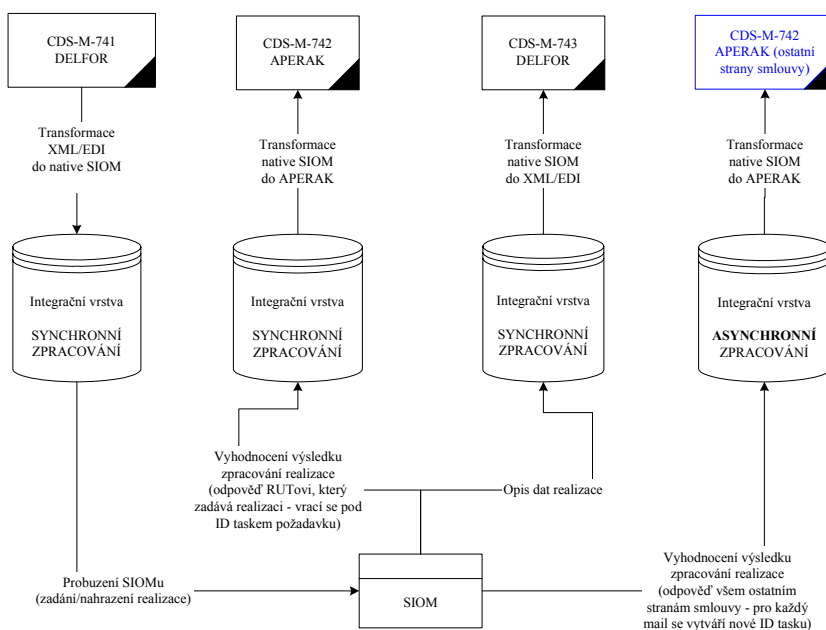 CDS-M-741
DELFOR
CDS-M-742
APERAK
CDS-M-743
DELFOR
CDS-M-742
APERAK (ostatní
strany smlouvy)
Transformace
XML/EDI
do native SIOM
Transformace
native SIOM
do APERAK
Transformace
native SIOM
do XML/EDI
Transformace
native SIOM
do APERAK
Integrační vrstva
SYNCHRONNÍ
ZPRACOVÁNÍ
Integrační vrstva
SYNCHRONNÍ
ZPRACOVÁNÍ
Integrační vrstva
SYNCHRONNÍ
ZPRACOVÁNÍ
Integrační vrstva
ASYNCHRONNÍ
ZPRACOVÁNÍ
Vyhodnocení výsledku
zpracování realizace
(odpověď RUTovi, který
zadává realizaci - vrací se pod
ID taskem požadavku)
Opis dat realizace
Probuzení SIOMu
(zadání/nahrazení realizace)
SIOM
Vyhodnocení výsledku
zpracování realizace
(odpověď všem ostatním
stranám smlouvy - pro každý
mail se vytváří nové ID tasku)